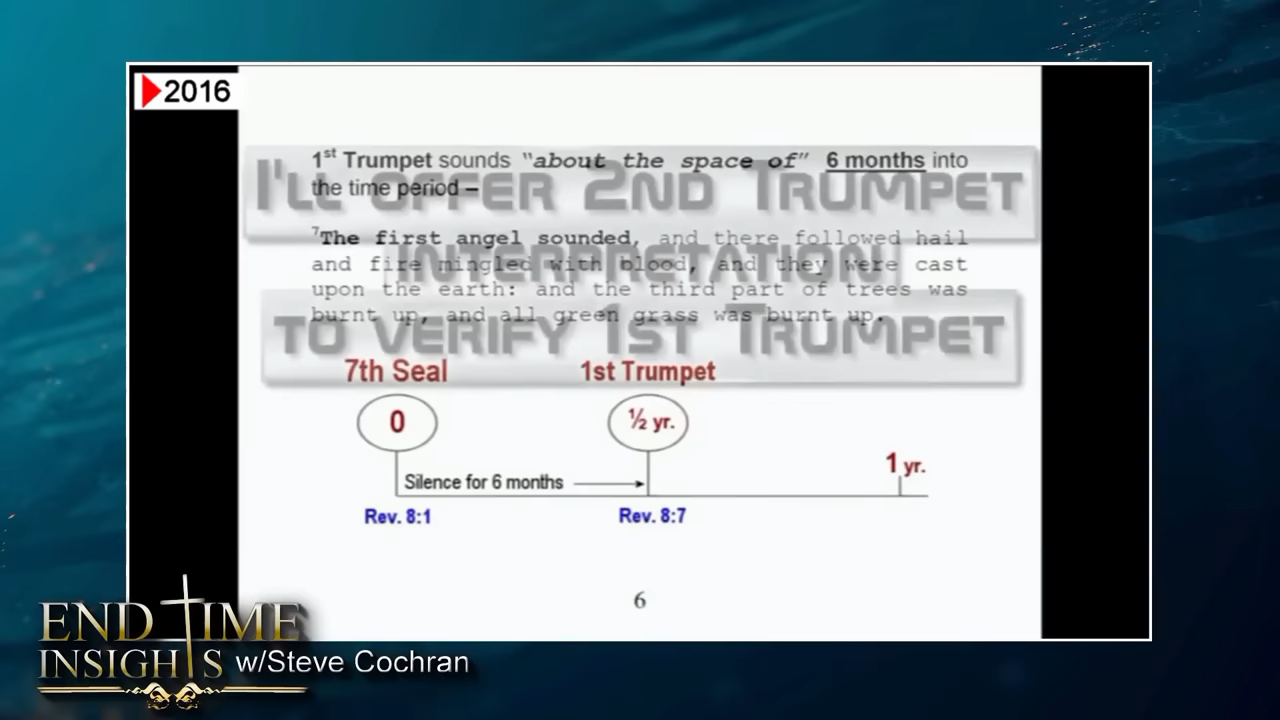 2016
1st Trumpet sounds "about the space of" 6 months into
the time period –
I'LL OFFER 2ND TRUMPET
INTERPRETATION
TO VERIFY 1ST TRUMPET
7The first angel sounded, and there followed hail
and fire mingled with blood, and they were cast
upon the earth: and the third part of trees was
burnt up, and all green grass was burnt up.
7th Seal
1st Trumpet
0
½ yr.
1 yr.
Silence for 6 months
Rev. 8:1
Rev. 8:7
6
END TIME
INSIGHTS w/Steve Cochran